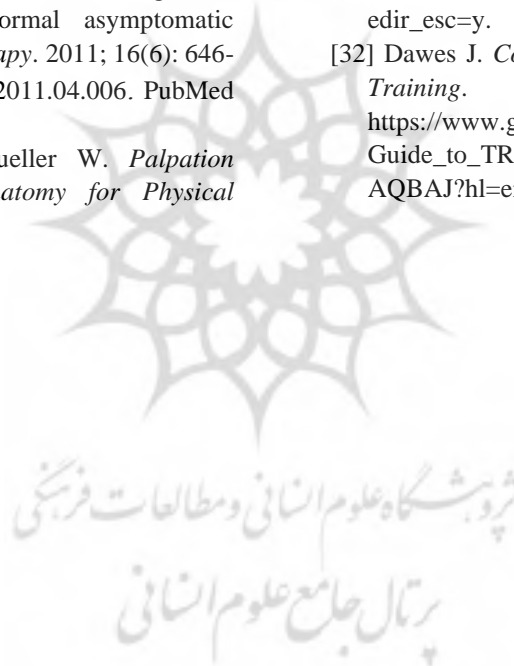 ormal asymptomatic
apy. 2011; 16(6): 646-
2011.04.006. PubMed
ueller W. Palpation
natomy for Physical
edir_esc=y.
[32] Dawes J. Co
Training.
https://www.g
Guide_to_TR
AQBAJ?hl=e
پژوهشگاه علوم انسانی و مطالعات فرهنگی
پرتال جامع علوم انسانی